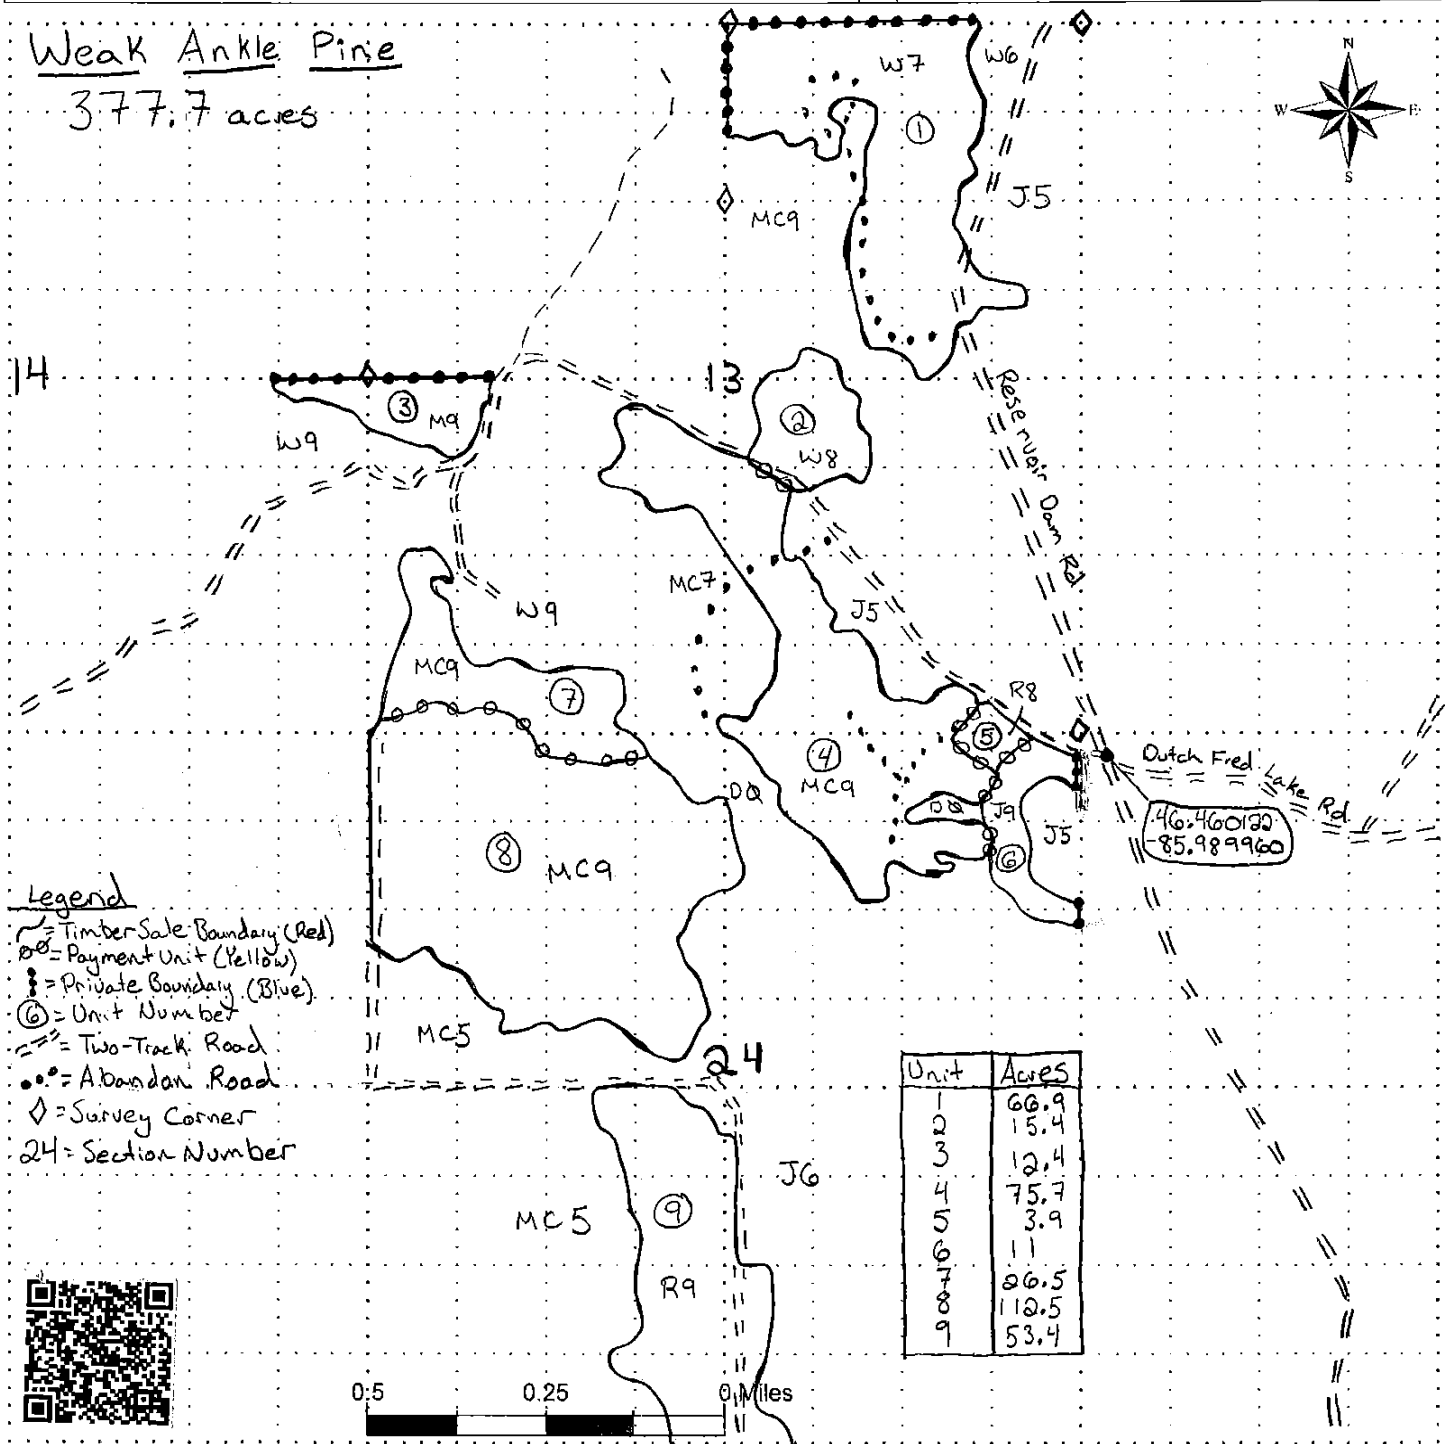 Weak Ankle Pine
377.7 acres
N
W E
S
W7
W6
1
J5
MC9
14
13
3
M9
W9
2
W8
Reservoir Dam Rd
MC7
W9
J5
MC9
7
R8
5
4
MC9
DQ
DQ
J9
J5
6
Dutch Fred Lake Rd
46.460122
-85.989960
8
MC9
Legend
= Timber Sale Boundary (Red)
= Payment Unit (Yellow)
= Private Boundary (Blue)
6 = Unit Number
= Two-Track Road
= Abandon Road
= Survey Corner
24 = Section Number
MC5
24
Unit Acres
1 66.9
2 15.4
3 12.4
4 75.7
5 3.9
6 11
7 26.5
8 112.5
9 53.4
J6
MC5
9
R9
0.5 0.25 0 Miles